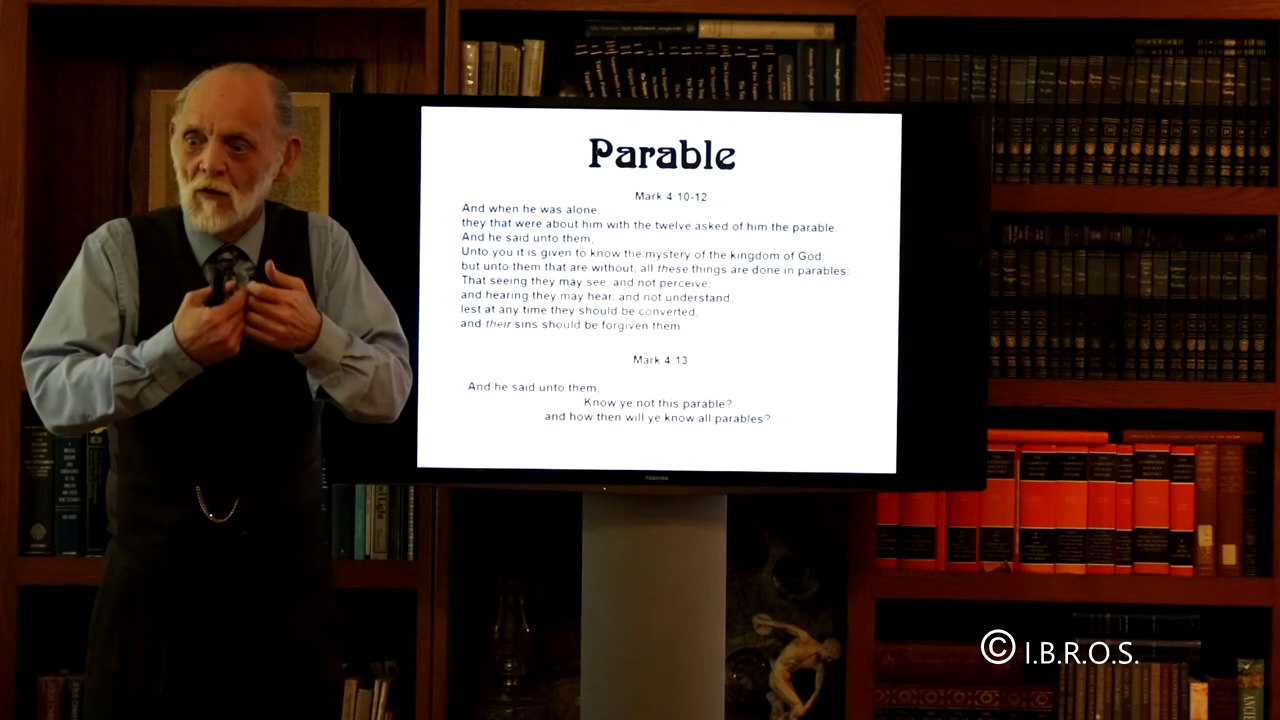 Parable
Mark 4:10-12
And when he was alone,
they that were about him with the twelve asked of him the parable.
And he said unto them,
Unto you it is given to know the mystery of the kingdom of God:
but unto them that are without, all these things are done in parables:
That seeing they may see, and not perceive;
and hearing they may hear, and not understand;
lest at any time they should be converted,
and their sins should be forgiven them
Mark 4:13
And he said unto them,
Know ye not this parable?
and how then will ye know all parables?
TOSHIBA
© I.B.R.O.S.